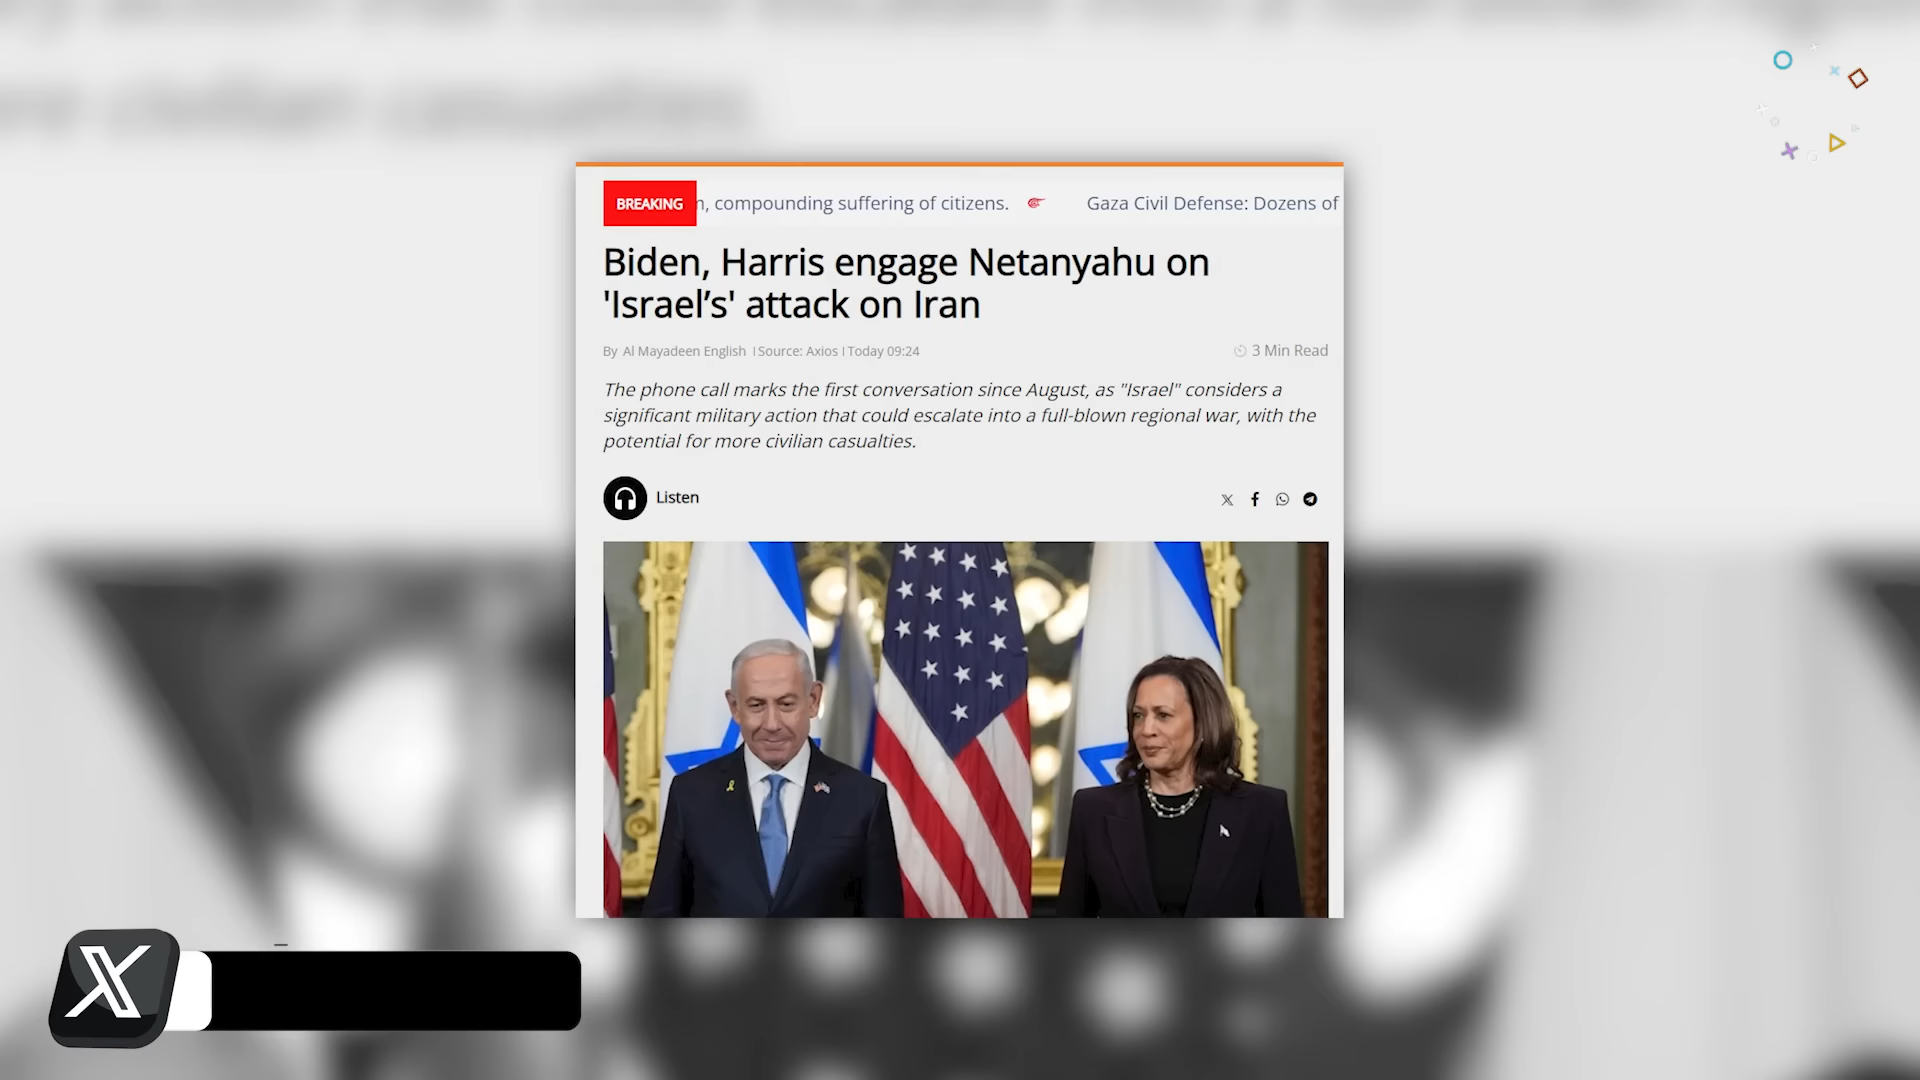 civilian casualties.
BREAKING n, compounding suffering of citizens. Gaza Civil Defense: Dozens of
Biden, Harris engage Netanyahu on
'Israel’s' attack on Iran
By Al Mayadeen English | Source: Axios | Today 09:24 3 Min Read
The phone call marks the first conversation since August, as "Israel" considers a
significant military action that could escalate into a full-blown regional war, with the
potential for more civilian casualties.
Listen